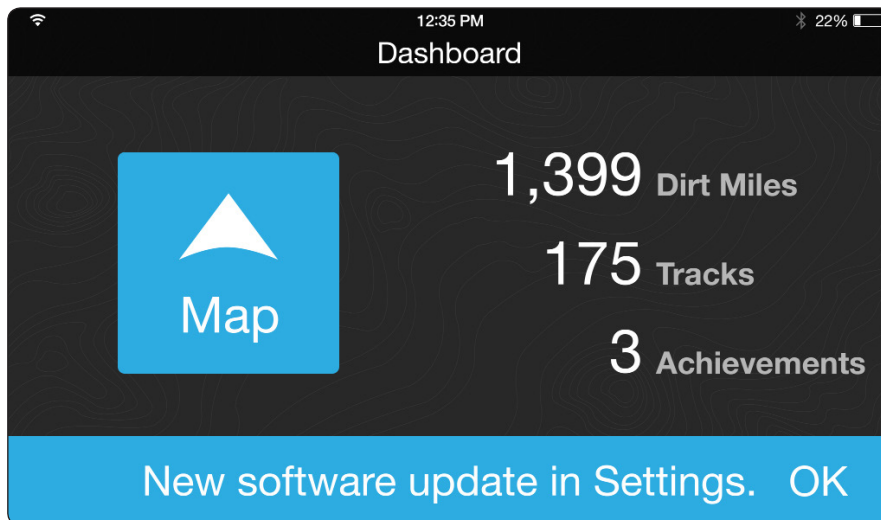 12:35 PM
22%
Dashboard
Map
1,399 Dirt Miles
175 Tracks
3 Achievements
New software update in Settings. OK